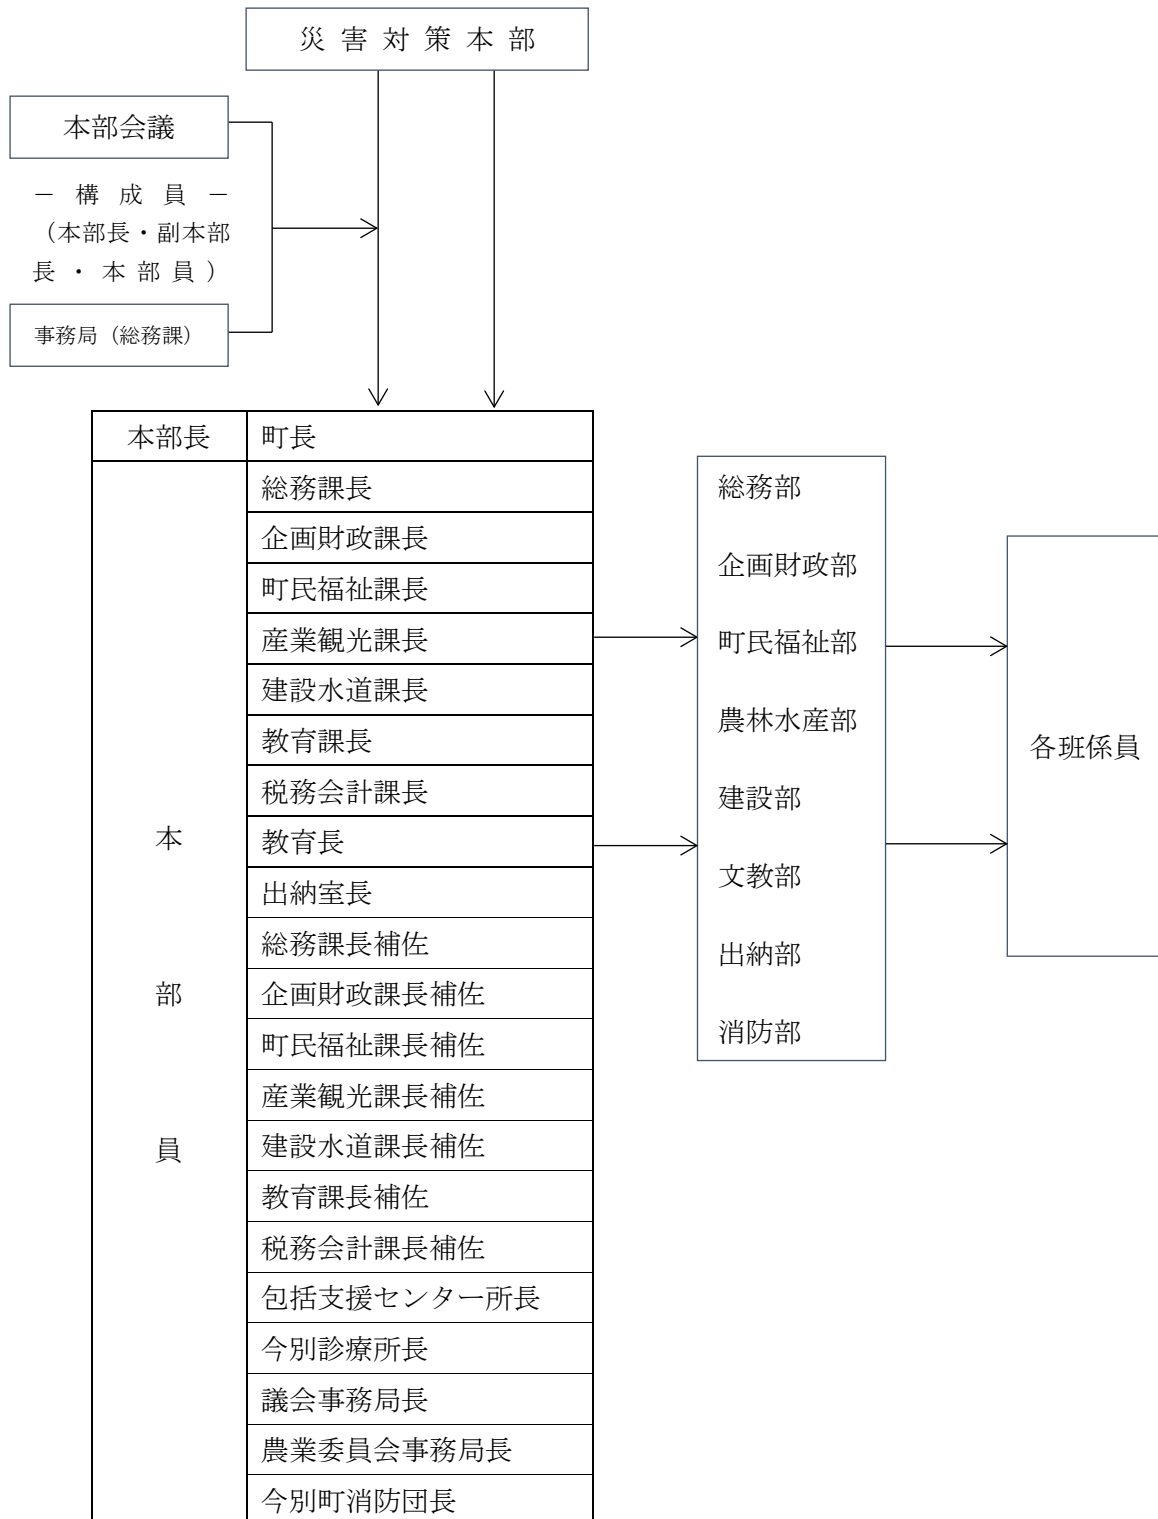 災害対策本部
本部会議
－構成員－
（本部長・副本部
長・本部員）
事務局（総務課）
本部長 町長
総務課長
企画財政課長
町民福祉課長
産業観光課長
建設水道課長
教育課長
税務会計課長
教育長
出納室長
総務課長補佐
企画財政課長補佐
町民福祉課長補佐
産業観光課長補佐
建設水道課長補佐
教育課長補佐
税務会計課長補佐
包括支援センター所長
今別診療所長
議会事務局長
農業委員会事務局長
今別町消防団長
本
部
員
総務部
企画財政部
町民福祉部
農林水産部
建設部
文教部
出納部
消防部
各班係員